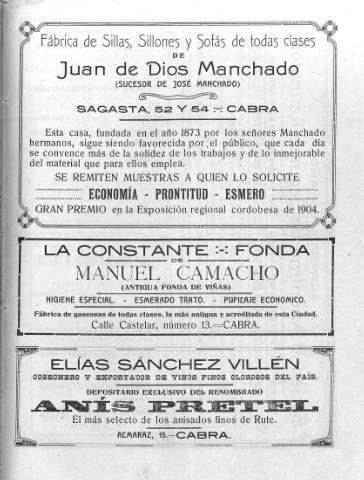 Fábrica de Sillas, Sillones y Sofás de todas clases
DE
Juan de Dios Manchado
(SUCESOR DE JOSÉ MANCHADO)
SAGASTA, 52 Y 54 -:- CABRA
Esta casa, fundada en el año 1873 por los señores Manchado
hermanos, sigue siendo favorecida por el público, que cada día
se convence más de la solidez de los trabajos y de lo inmejorable
del material que para ellos emplea.
SE REMITEN MUESTRAS A QUIEN LO SOLICITE
ECONOMÍA - PRONTITUD - ESMERO
GRAN PREMIO en la Exposición regional cordobesa de 1904.
LA CONSTANTE -:- FONDA
DE
MANUEL CAMACHO
(ANTIGUA FONDA DE VIÑAS)
HIGIENE ESPECIAL. - ESMERADO TRATO. - PUPILAJE ECONOMICO.
Fábrica de gaseosas de todas clases, la más antigua y acreditada de esta Ciudad.
Calle Castelar, número 13.—CABRA.
ELÍAS SÁNCHEZ VILLÉN
COSECHERO Y EXPORTADOR DE VINOS FINOS OLOROSOS DEL PAÍS.
DEPOSITARIO EXCLUSIVO DEL RENOMBRADO
ANÍS PRETEL
El más selecto de los anisados finos de Rute.
ALMARAZ, 15.-CABRA.